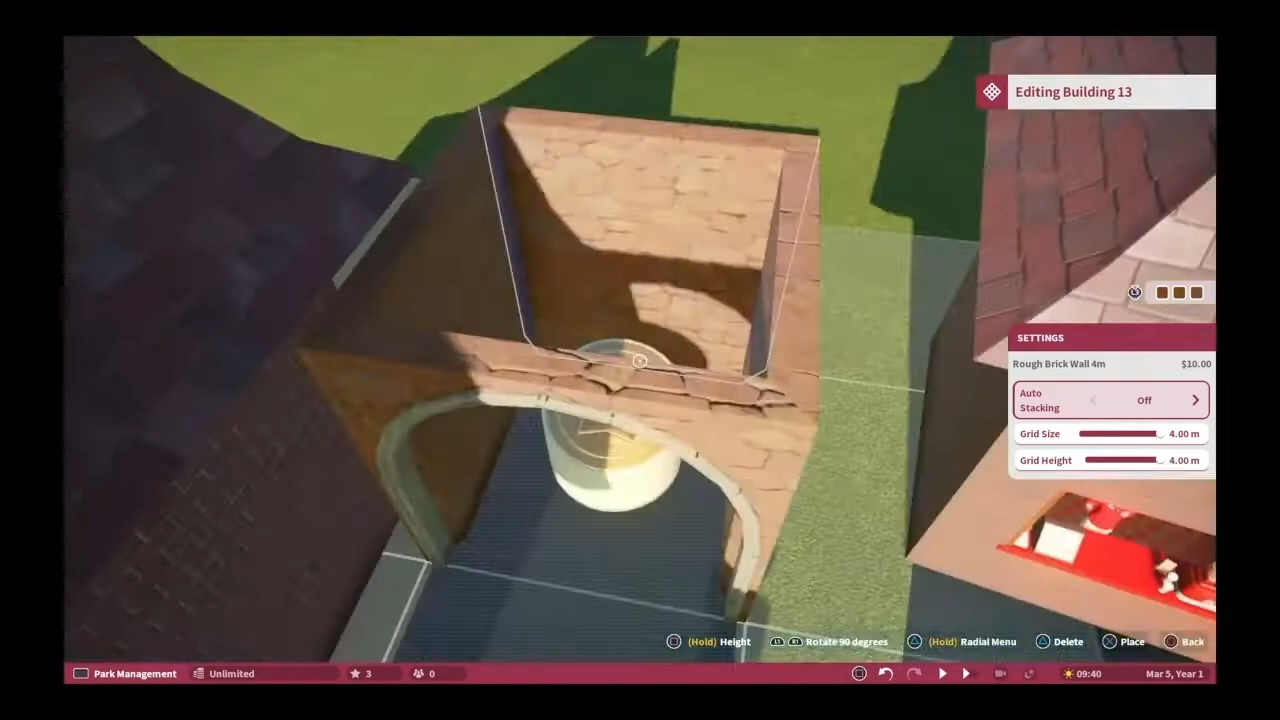 Editing Building 13
SETTINGS
Rough Brick Wall 4m $10.00
Auto
Stacking
Off
Grid Size 4.00 m
Grid Height 4.00 m
(Hold) Height
Rotate 90 degrees
(Hold) Radial Menu
Delete
Place
Back
Park Management
Unlimited
3
0
09:40
Mar 5, Year 1